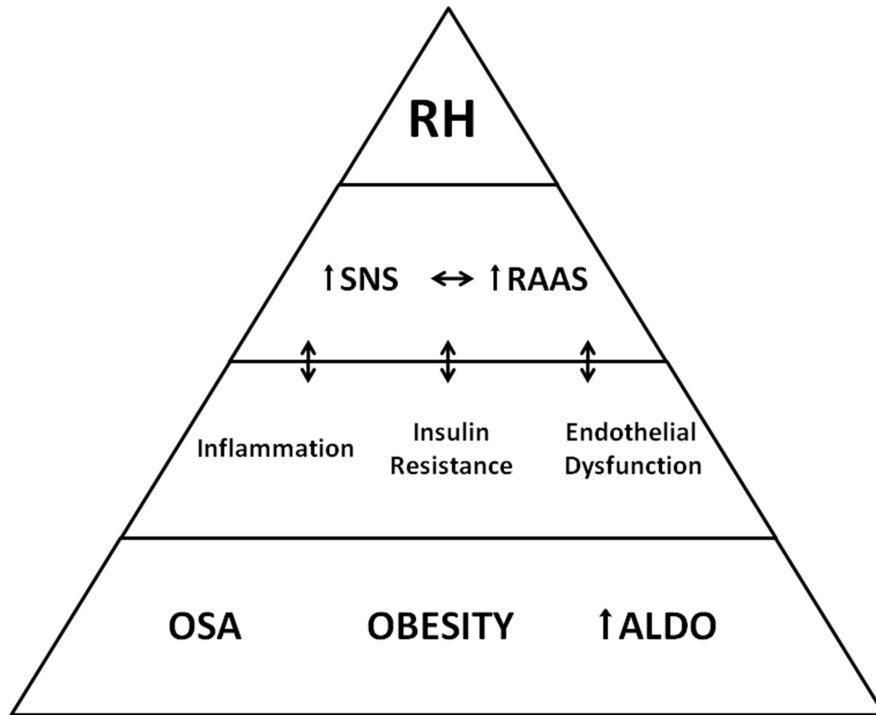 RH
↑SNS ↔ ↑RAAS
Inflammation
Insulin
Resistance
Endothelial
Dysfunction
OSA OBESITY ↑ALDO